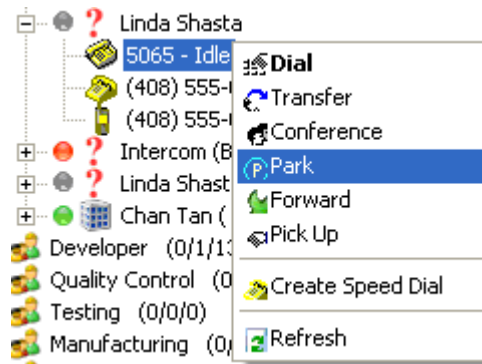 Linda Shasta
5065 - Idle
Dial
(408) 555-
Transfer
(408) 555-
Conference
Intercom (B
Park
Linda Shast
Forward
Chan Tan (
Pick Up
Developer (0/1/13
Quality Control (0
Create Speed Dial
Testing (0/0/0)
Manufacturing (0/
Refresh